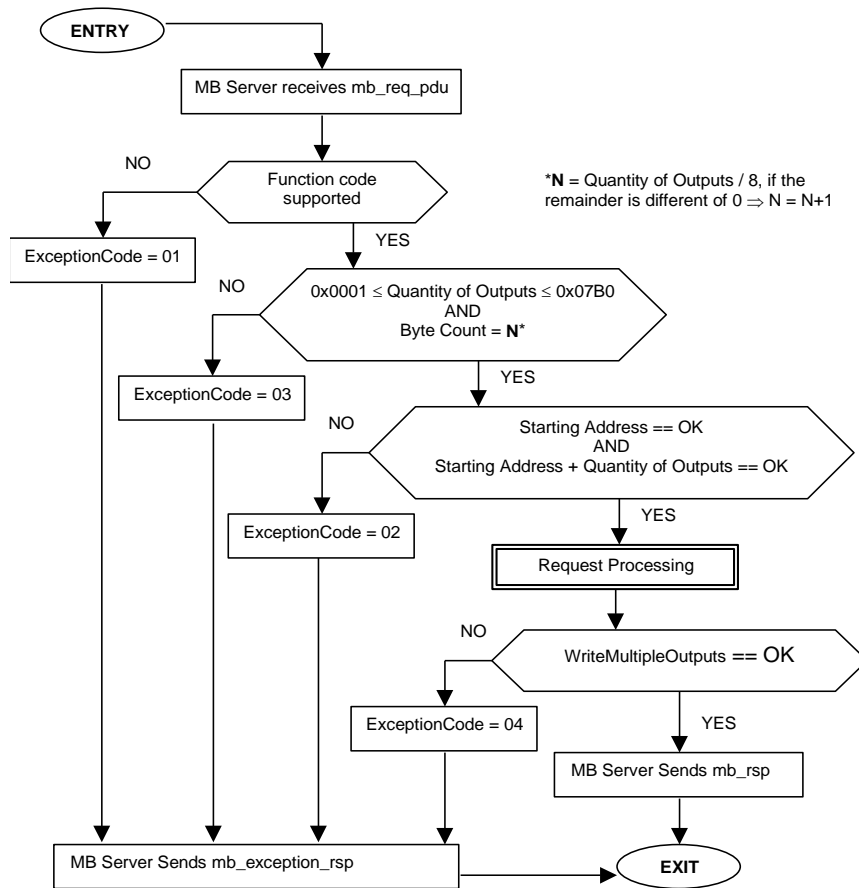 ENTRY
MB Server receives mb_req_pdu
NO
Function code
supported
*N = Quantity of Outputs / 8, if the
remainder is different of 0 ⇒ N = N+1
YES
ExceptionCode = 01
NO
0x0001 ≤ Quantity of Outputs ≤ 0x07B0
AND
Byte Count = N*
YES
ExceptionCode = 03
NO
Starting Address == OK
AND
Starting Address + Quantity of Outputs == OK
YES
ExceptionCode = 02
Request Processing
NO
WriteMultipleOutputs == OK
ExceptionCode = 04
YES
MB Server Sends mb_rsp
MB Server Sends mb_exception_rsp
EXIT